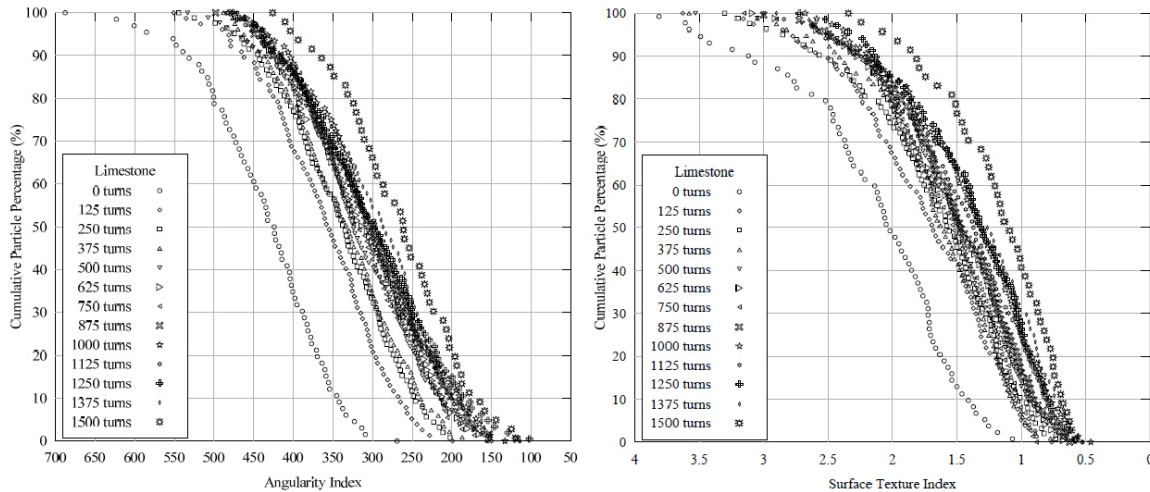 100
90
80
70
60
50
40
30
20
10
0
Cumulative Particle Percentage (%)
Limestone
0 turns
125 turns
250 turns
375 turns
500 turns
625 turns
750 turns
875 turns
1000 turns
1125 turns
1250 turns
1375 turns
1500 turns
700 600 500 450 400 350 300 250 200 150 100 50
Angularity Index
100
90
80
70
60
50
40
30
20
10
0
Cumulative Particle Percentage (%)
Limestone
0 turns
125 turns
250 turns
375 turns
500 turns
625 turns
750 turns
875 turns
1000 turns
1125 turns
1250 turns
1375 turns
1500 turns
4 3.5 3 2.5 2 1.5 1 0.5 0
Surface Texture Index